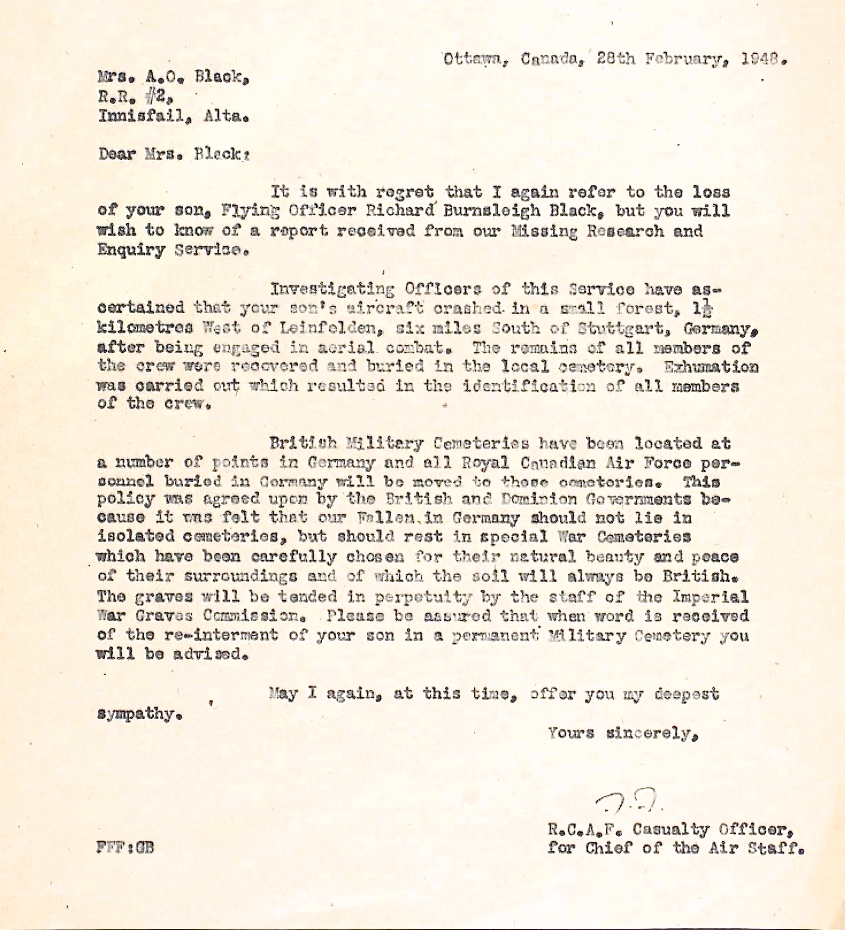 Ottawa, Canada, 28th February, 1948.
Mrs. A.O. Black,
R.R. #2,
Innisfail, Alta.
Dear Mrs. Black:
It is with regret that I again refer to the loss
of your son, Flying Officer Richard Burnsleigh Black, but you will
wish to know of a report received from our Missing Research and
Enquiry Service.
Investigating Officers of this Service have as-
certained that your son's aircraft crashed in a small forest, 1½
kilometres West of Leinfelden, six miles South of Stuttgart, Germany,
after being engaged in aerial combat. The remains of all members of
the crew were recovered and buried in the local cemetery. Exhumation
was carried out which resulted in the identification of all members
of the crew.
British Military Cemeteries have been located at
a number of points in Germany and all Royal Canadian Air Force per-
sonnel buried in Germany will be moved to these cemeteries. This
policy was agreed upon by the British and Dominion Governments be-
cause it was felt that our Fallen in Germany should not lie in
isolated cemeteries, but should rest in special War Cemeteries
which have been carefully chosen for their natural beauty and peace
of their surroundings and of which the soil will always be British.
The graves will be tended in perpetuity by the staff of the Imperial
War Graves Commission. Please be assured that when word is received
of the re-interment of your son in a permanent Military Cemetery you
will be advised.
May I again, at this time, offer you my deepest
sympathy.
Yours sincerely,
R.C.A.F. Casualty Officer,
for Chief of the Air Staff.
FFF:GB